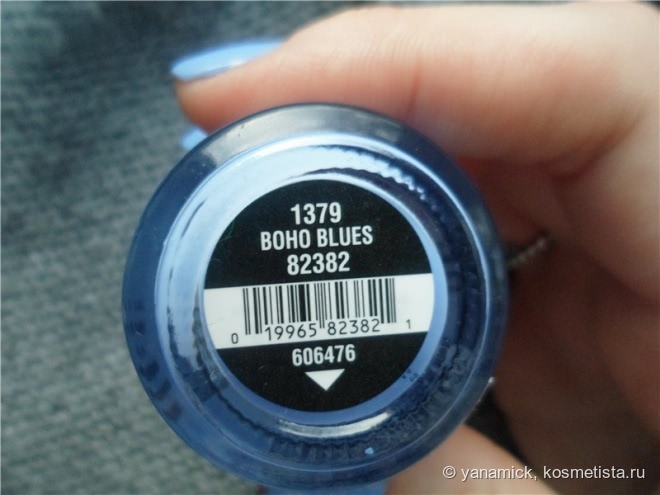 1379
BOHO BLUES
82382
0 19965 82382 1
606476
© yanamick, kosmetista.ru